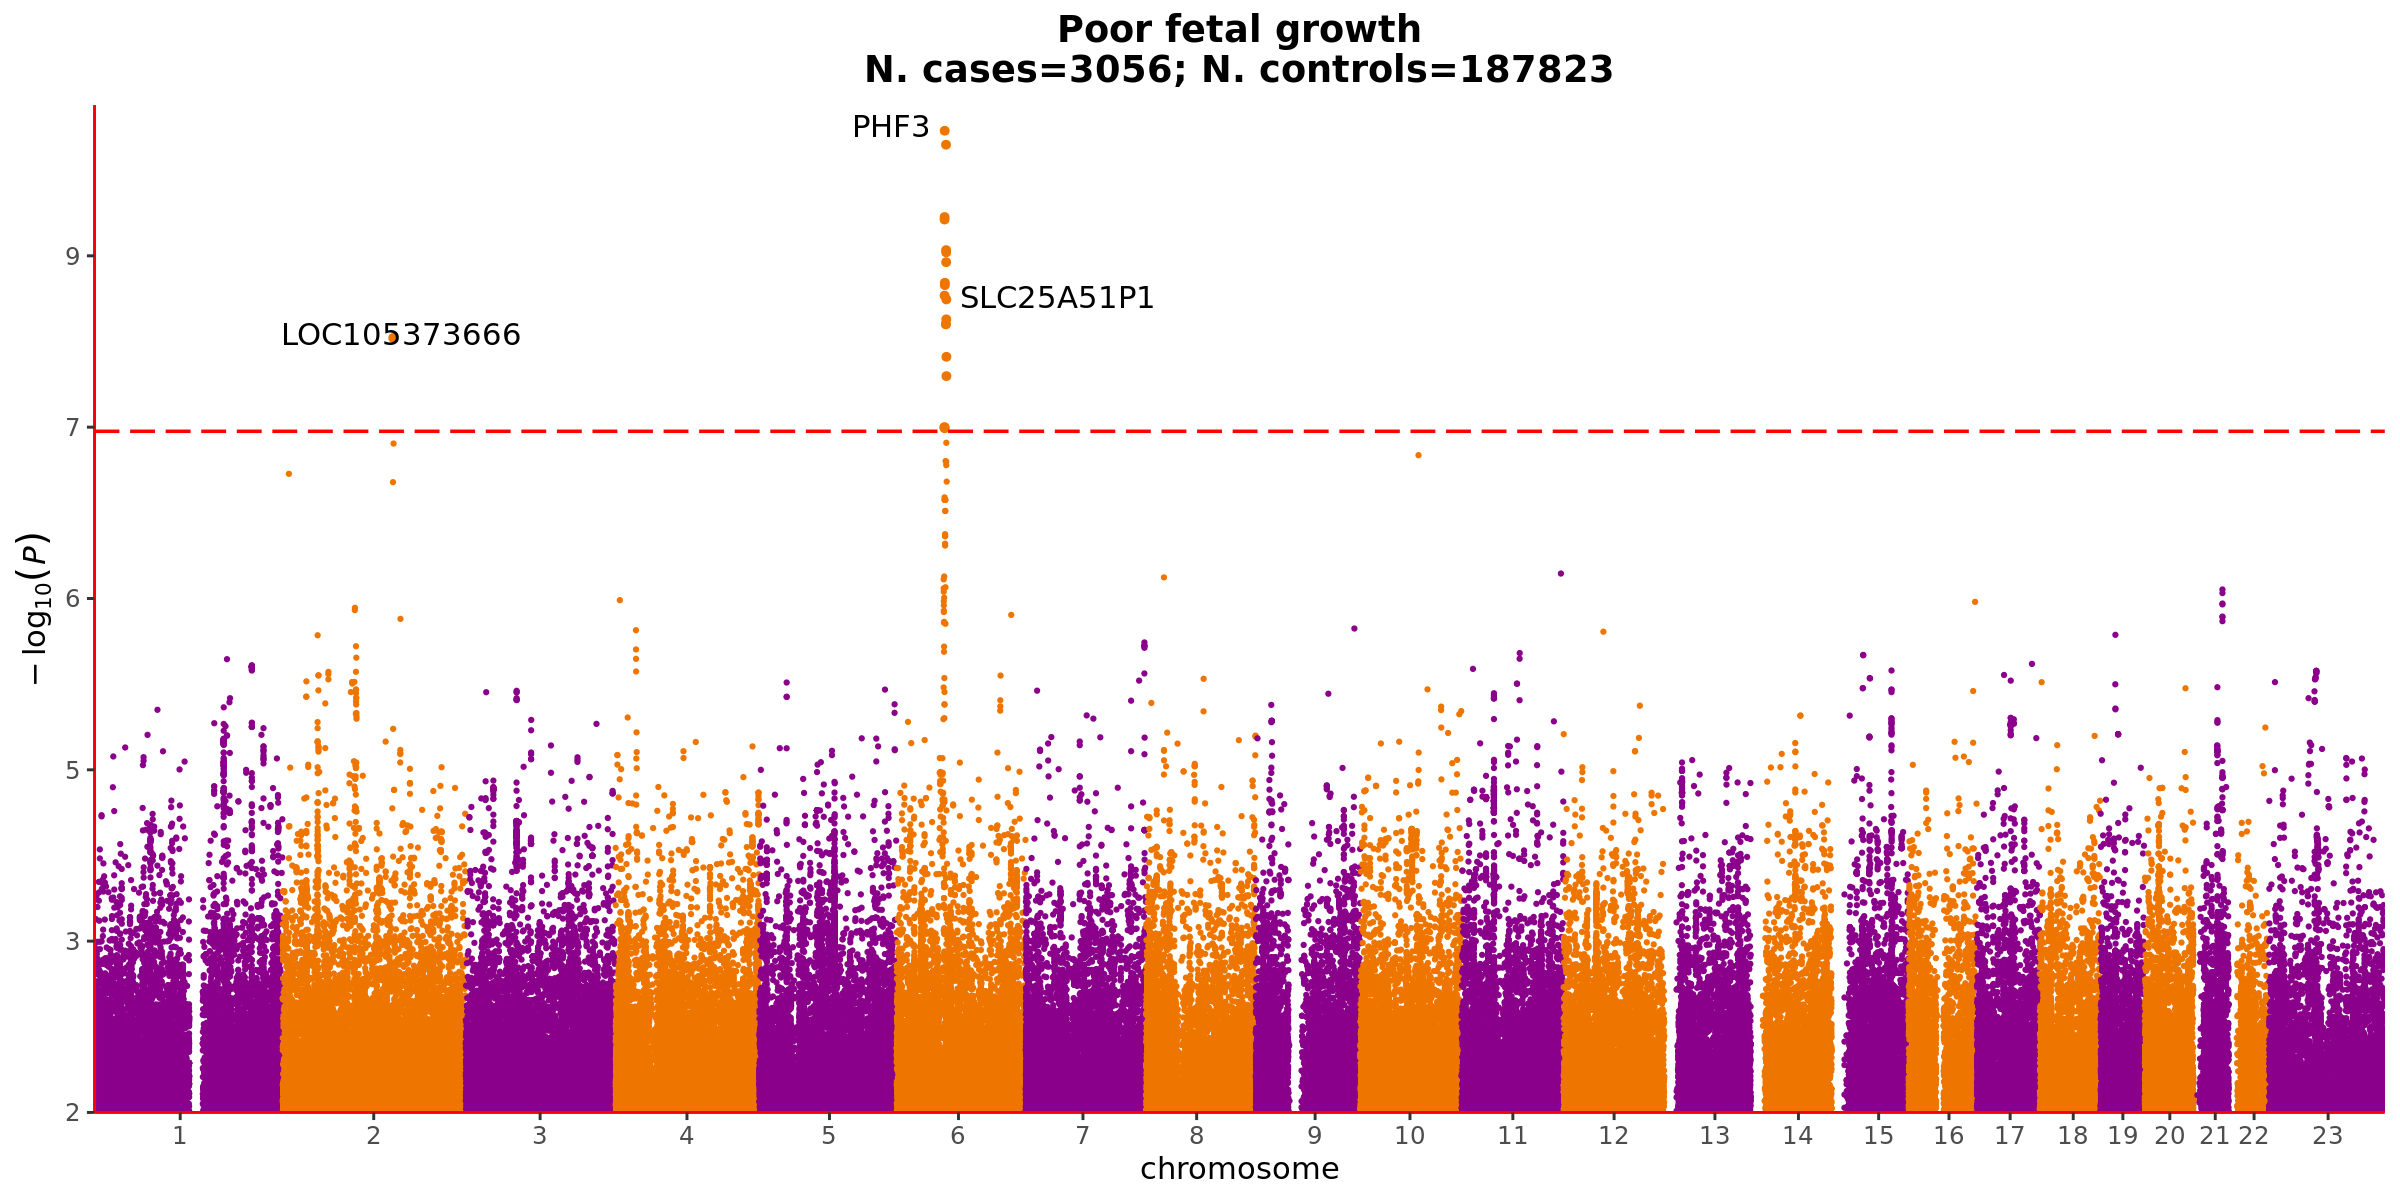 Poor fetal growth
N. cases=3056; N. controls=187823
PHF3
9
SLC25A51P1
LOC105373666
7
−log10(P)
6
5
3
2
1 2 3 4 5 6 7 8 9 10 11 12 13 14 15 16 17 18 19 20 21 22 23
chromosome